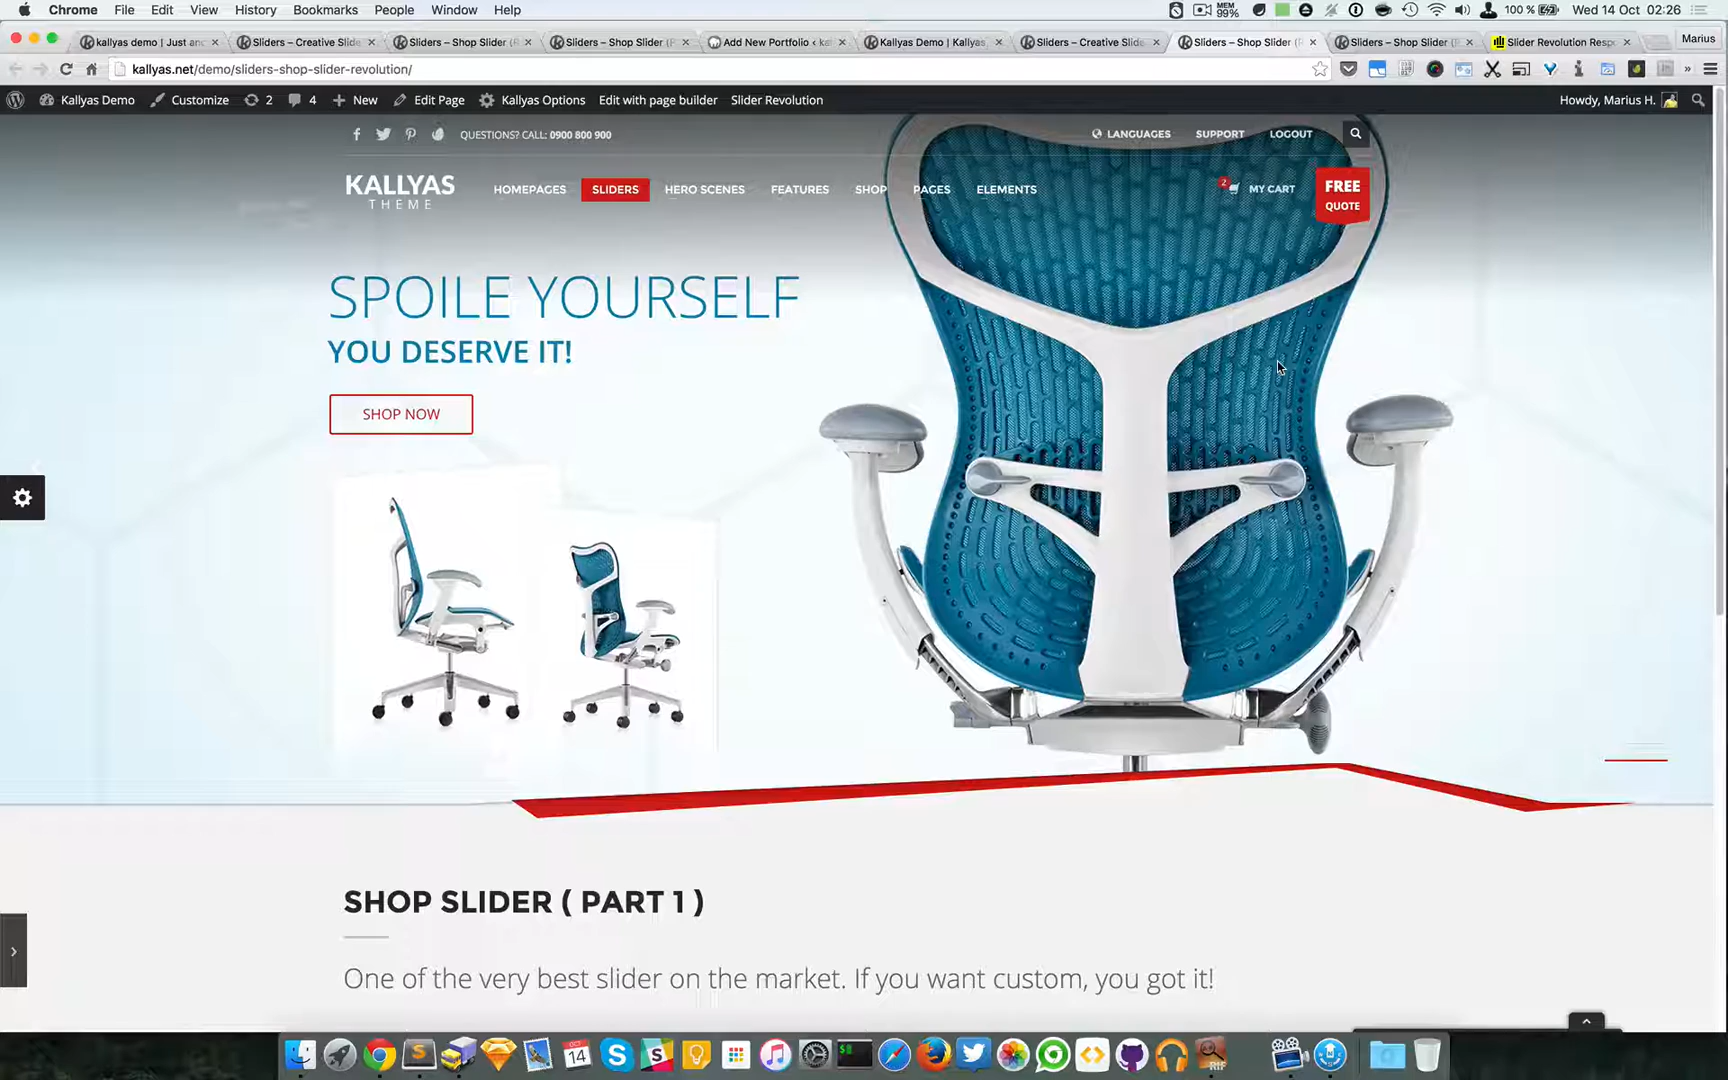 Chrome File Edit View History Bookmarks People Window Help MEM 99% 100 % Wed 14 Oct 02:26
kallyas demo | Just an Sliders – Creative Slide Sliders – Shop Slider ( Sliders – Shop Slider ( Add New Portfolio ‹ ka Kallyas Demo | Kallyas Sliders – Creative Slide Sliders – Shop Slider ( Sliders – Shop Slider ( Slider Revolution Resp Marius
kallyas.net/demo/sliders-shop-slider-revolution/
Kallyas Demo Customize 2 4 New Edit Page Kallyas Options Edit with page builder Slider Revolution Howdy, Marius H.
QUESTIONS? CALL: 0900 800 900 LANGUAGES SUPPORT LOGOUT
KALLYAS
THEME
HOMEPAGES SLIDERS HERO SCENES FEATURES SHOP PAGES ELEMENTS 2 MY CART
FREE
QUOTE
SPOILE YOURSELF
YOU DESERVE IT!
SHOP NOW
SHOP SLIDER ( PART 1 )
One of the very best slider on the market. If you want custom, you got it!
OCT
14